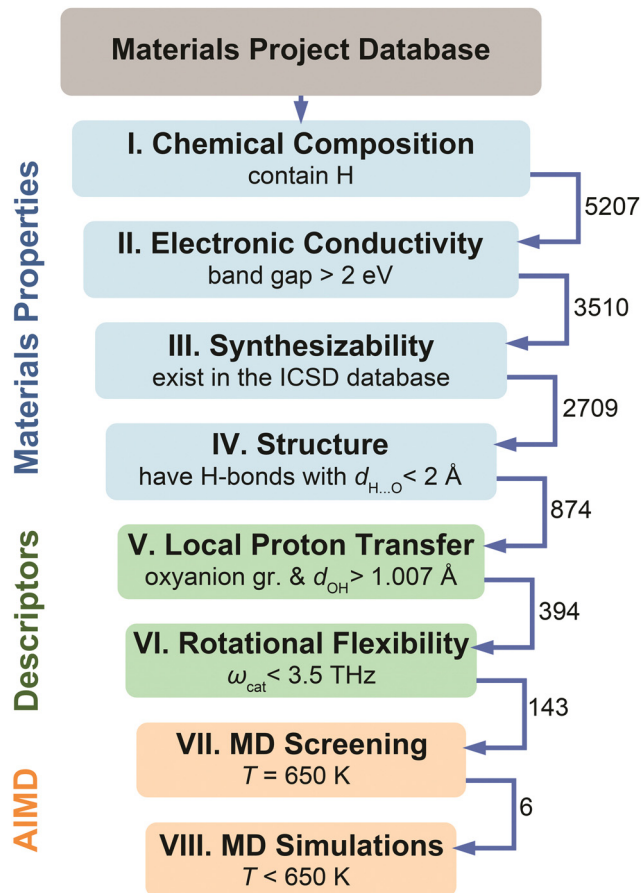 Materials Project Database
I. Chemical Composition
contain H
5207
II. Electronic Conductivity
band gap > 2 eV
3510
III. Synthesizability
exist in the ICSD database
2709
IV. Structure
have H-bonds with d_H...O < 2 Å
874
V. Local Proton Transfer
oxyanion gr. & d_OH > 1.007 Å
394
VI. Rotational Flexibility
ω_cat < 3.5 THz
143
VII. MD Screening
T = 650 K
6
VIII. MD Simulations
T < 650 K
Materials Properties
Descriptors
AIMD